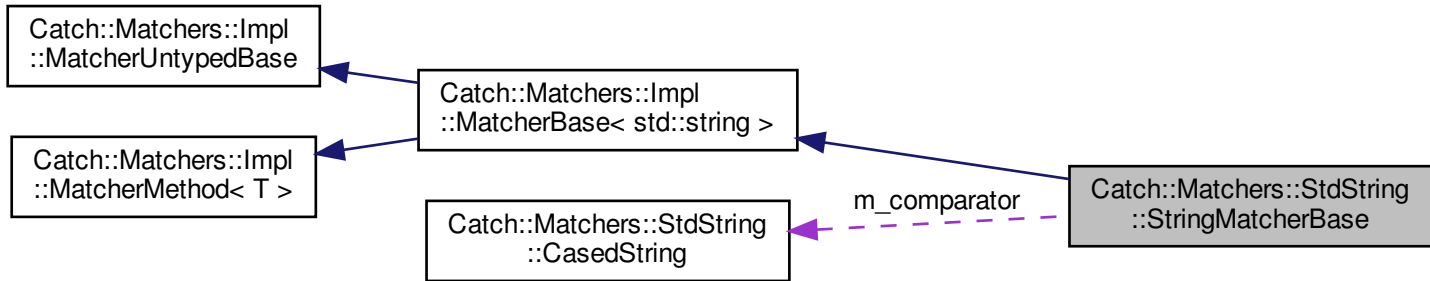 Catch::Matchers::Impl
::MatcherUntypedBase
Catch::Matchers::Impl
::MatcherMethod< T >
Catch::Matchers::Impl
::MatcherBase< std::string >
Catch::Matchers::StdString
::CasedString
m_comparator
Catch::Matchers::StdString
::StringMatcherBase